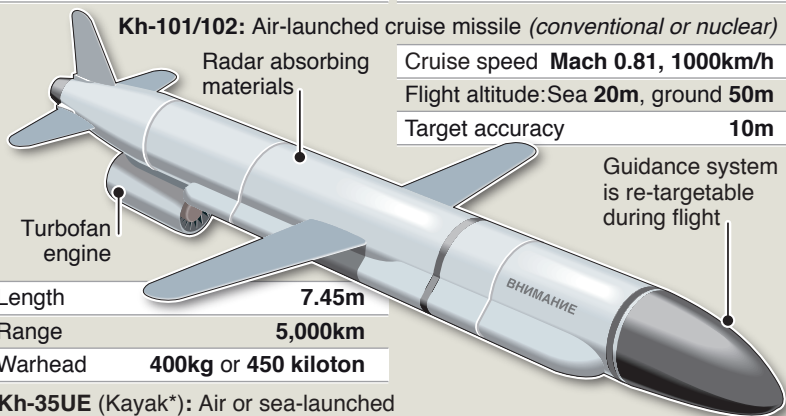 Kh-101/102: Air-launched cruise missile (conventional or nuclear)
Radar absorbing
materials
Cruise speed Mach 0.81, 1000km/h
Flight altitude:Sea 20m, ground 50m
Target accuracy 10m
Guidance system
is re-targetable
during flight
Turbofan
engine
ВНИМАНИЕ
Length 7.45m
Range 5,000km
Warhead 400kg or 450 kiloton
Kh-35UE (Kayak*): Air or sea-launched